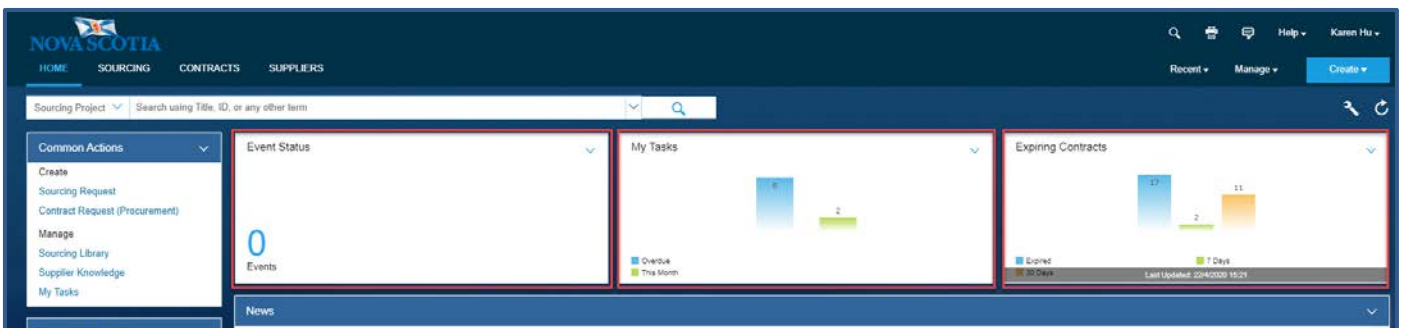 NOVA SCOTIA
Help
Karen Hu
HOME SOURCING CONTRACTS SUPPLIERS
Recent Manage Create
Sourcing Project Search using Title, ID, or any other term
Common Actions
Create
Sourcing Request
Contract Request (Procurement)
Manage
Sourcing Library
Supplier Knowledge
My Tasks
Event Status
0
Events
My Tasks
6
2
Overdue
This Month
Expiring Contracts
17
2
11
Expired
7 Days
30 Days
Last Updated: 22/4/2020 15:21
News